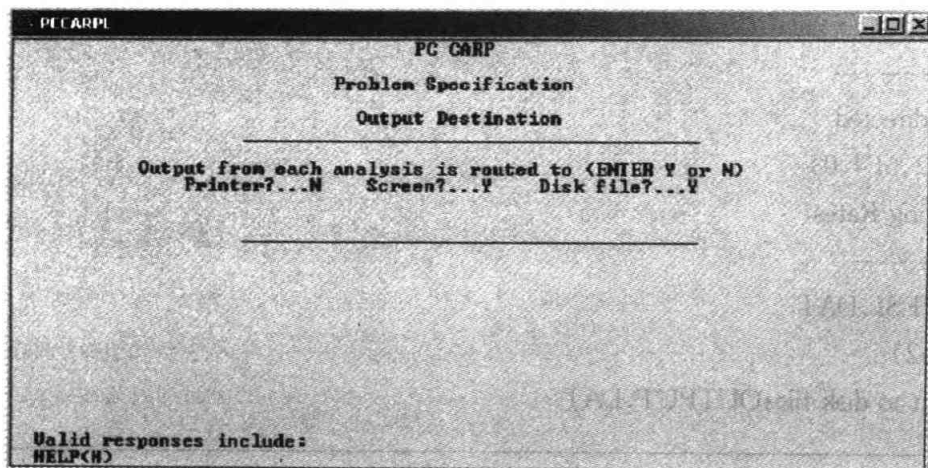 PCCARPL
PC CARP
Problem Specification
Output Destination
Output from each analysis is routed to (ENTER Y or N)
Printer?...N Screen?...Y Disk file?...Y
Valid responses include:
HELP(H)